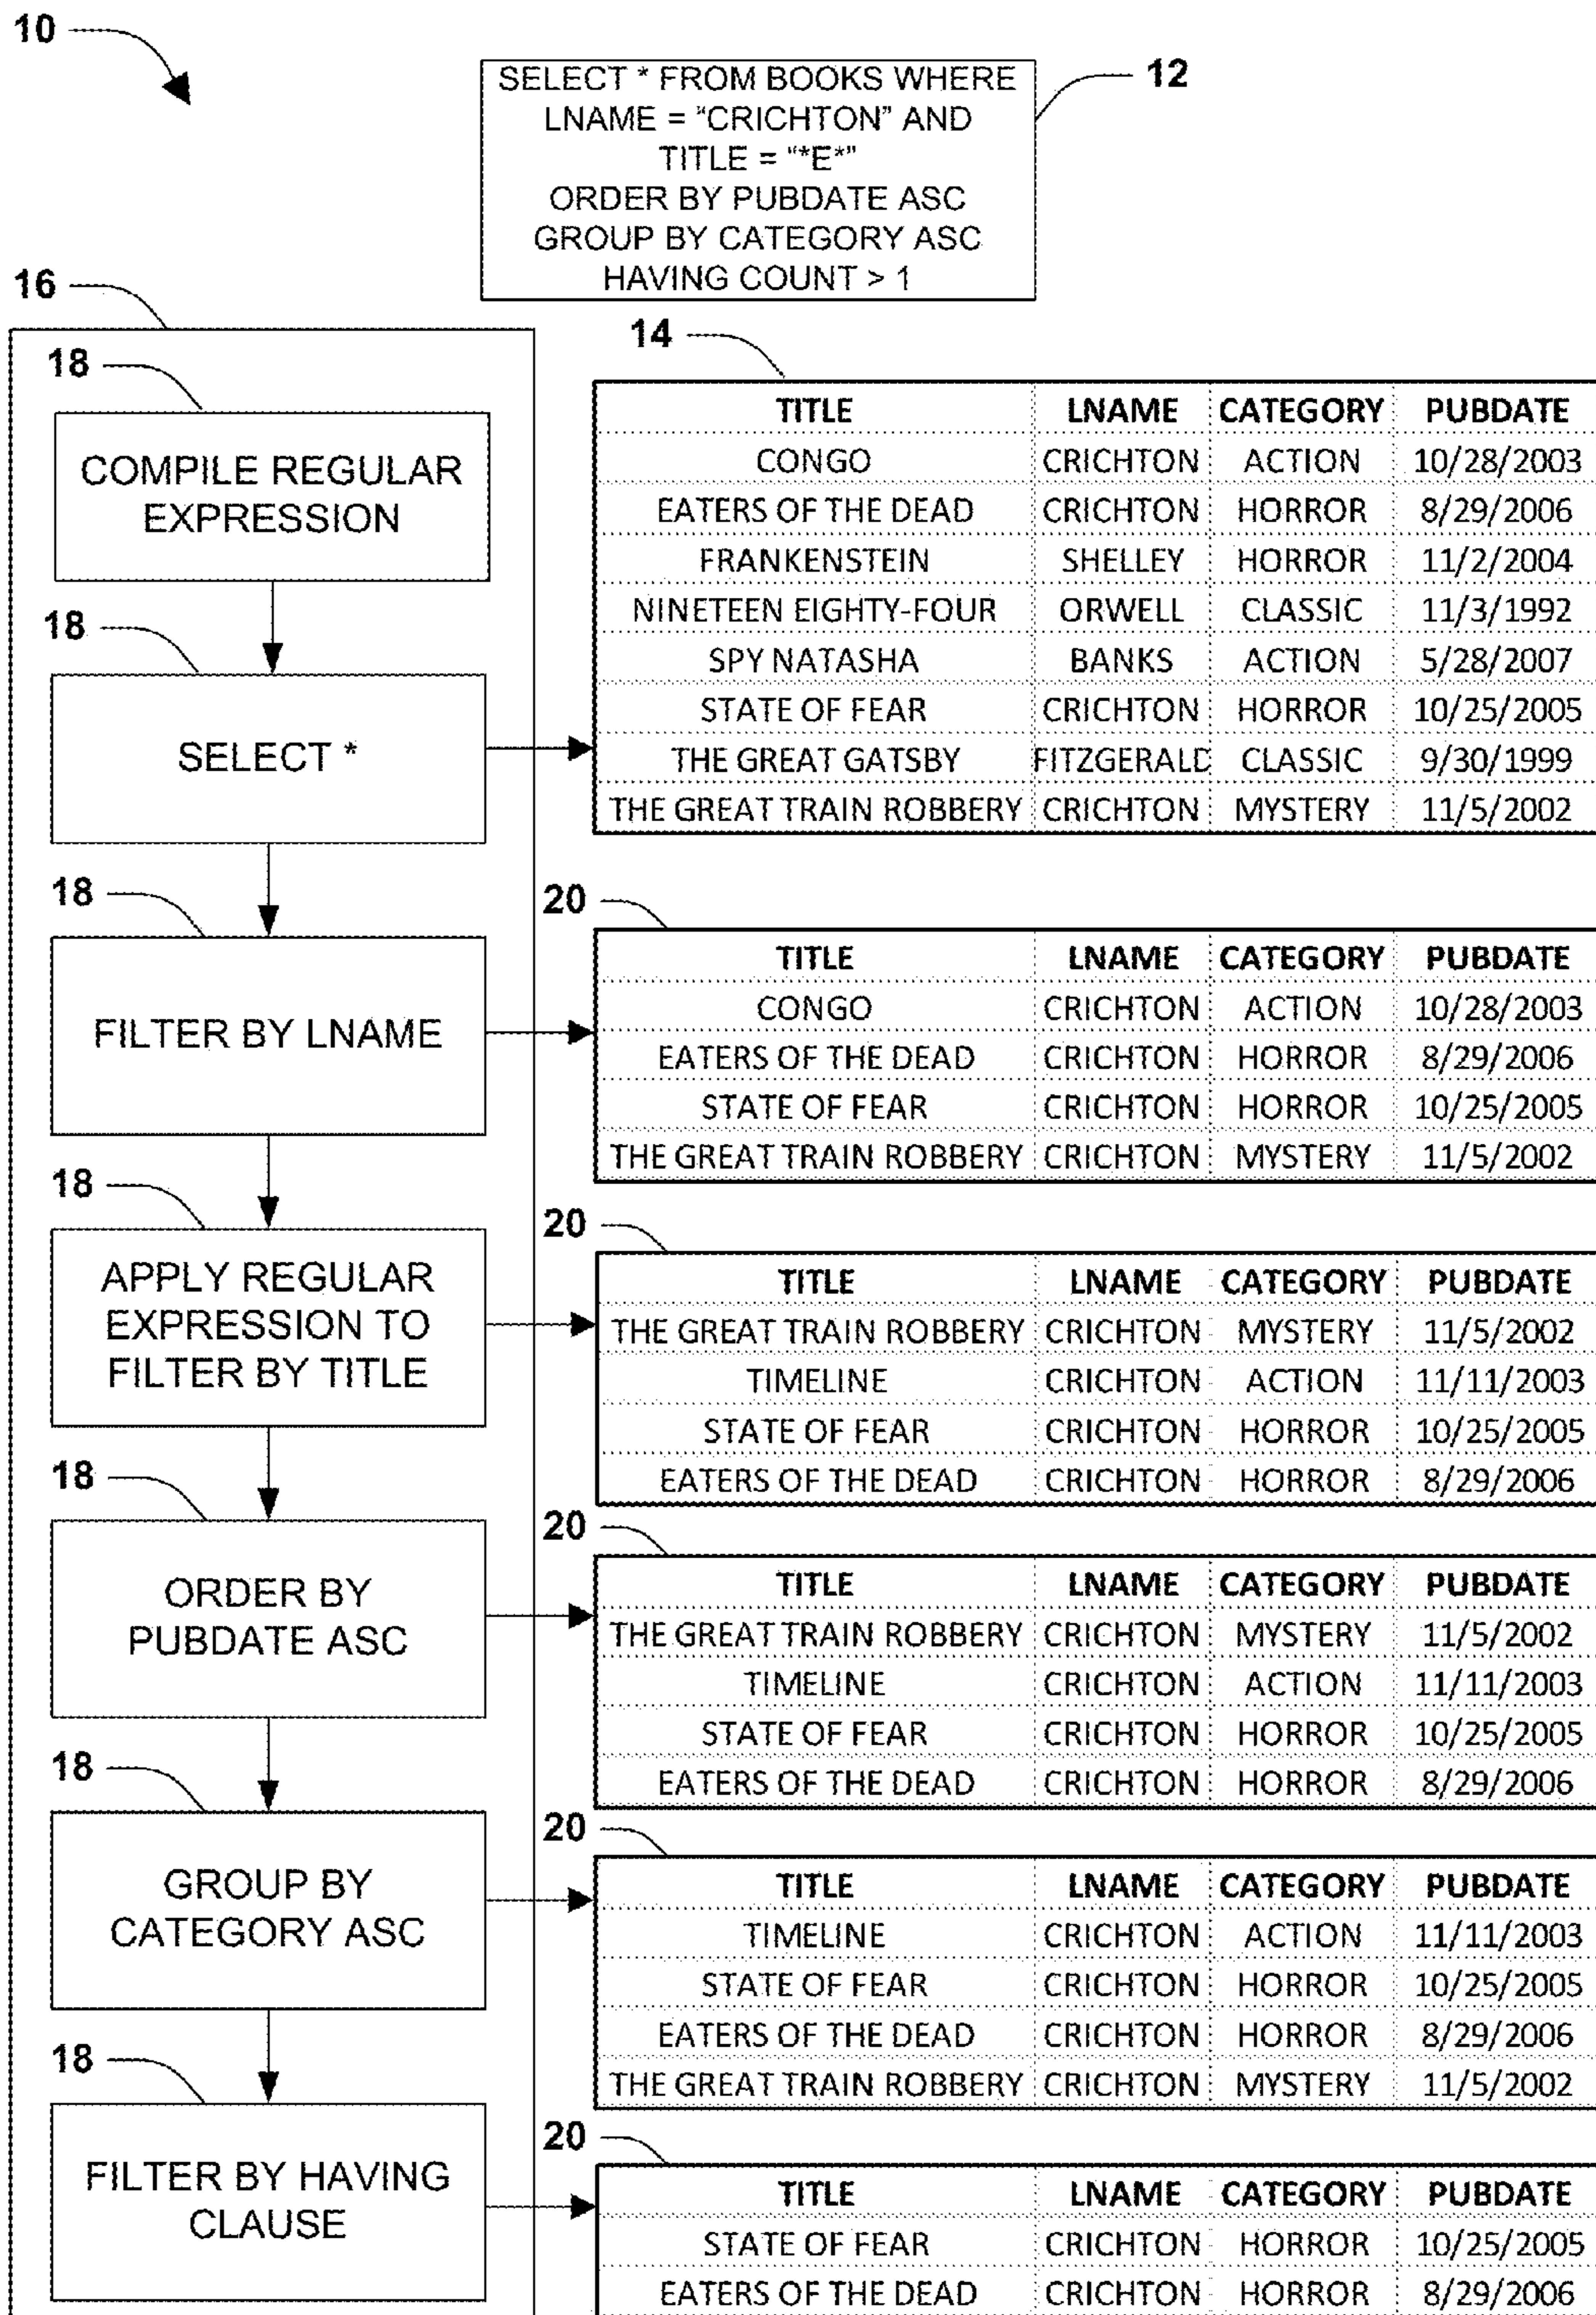 10
SELECT * FROM BOOKS WHERE
LNAME = “CRICHTON” AND
TITLE = “*E*”
ORDER BY PUBDATE ASC
GROUP BY CATEGORY ASC
HAVING COUNT > 1
12
16
14
18
COMPILE REGULAR
EXPRESSION
18
SELECT *
TITLE LNAME CATEGORY PUBDATE
CONGO CRICHTON ACTION 10/28/2003
EATERS OF THE DEAD CRICHTON HORROR 8/29/2006
FRANKENSTEIN SHELLEY HORROR 11/2/2004
NINETEEN EIGHTY-FOUR ORWELL CLASSIC 11/3/1992
SPY NATASHA BANKS ACTION 5/28/2007
STATE OF FEAR CRICHTON HORROR 10/25/2005
THE GREAT GATSBY FITZGERALD CLASSIC 9/30/1999
THE GREAT TRAIN ROBBERY CRICHTON MYSTERY 11/5/2002
18
FILTER BY LNAME
20
TITLE LNAME CATEGORY PUBDATE
CONGO CRICHTON ACTION 10/28/2003
EATERS OF THE DEAD CRICHTON HORROR 8/29/2006
STATE OF FEAR CRICHTON HORROR 10/25/2005
THE GREAT TRAIN ROBBERY CRICHTON MYSTERY 11/5/2002
18
APPLY REGULAR
EXPRESSION TO
FILTER BY TITLE
20
TITLE LNAME CATEGORY PUBDATE
THE GREAT TRAIN ROBBERY CRICHTON MYSTERY 11/5/2002
TIMELINE CRICHTON ACTION 11/11/2003
STATE OF FEAR CRICHTON HORROR 10/25/2005
EATERS OF THE DEAD CRICHTON HORROR 8/29/2006
18
ORDER BY
PUBDATE ASC
20
TITLE LNAME CATEGORY PUBDATE
THE GREAT TRAIN ROBBERY CRICHTON MYSTERY 11/5/2002
TIMELINE CRICHTON ACTION 11/11/2003
STATE OF FEAR CRICHTON HORROR 10/25/2005
EATERS OF THE DEAD CRICHTON HORROR 8/29/2006
18
GROUP BY
CATEGORY ASC
20
TITLE LNAME CATEGORY PUBDATE
TIMELINE CRICHTON ACTION 11/11/2003
STATE OF FEAR CRICHTON HORROR 10/25/2005
EATERS OF THE DEAD CRICHTON HORROR 8/29/2006
THE GREAT TRAIN ROBBERY CRICHTON MYSTERY 11/5/2002
18
FILTER BY HAVING
CLAUSE
20
TITLE LNAME CATEGORY PUBDATE
STATE OF FEAR CRICHTON HORROR 10/25/2005
EATERS OF THE DEAD CRICHTON HORROR 8/29/2006